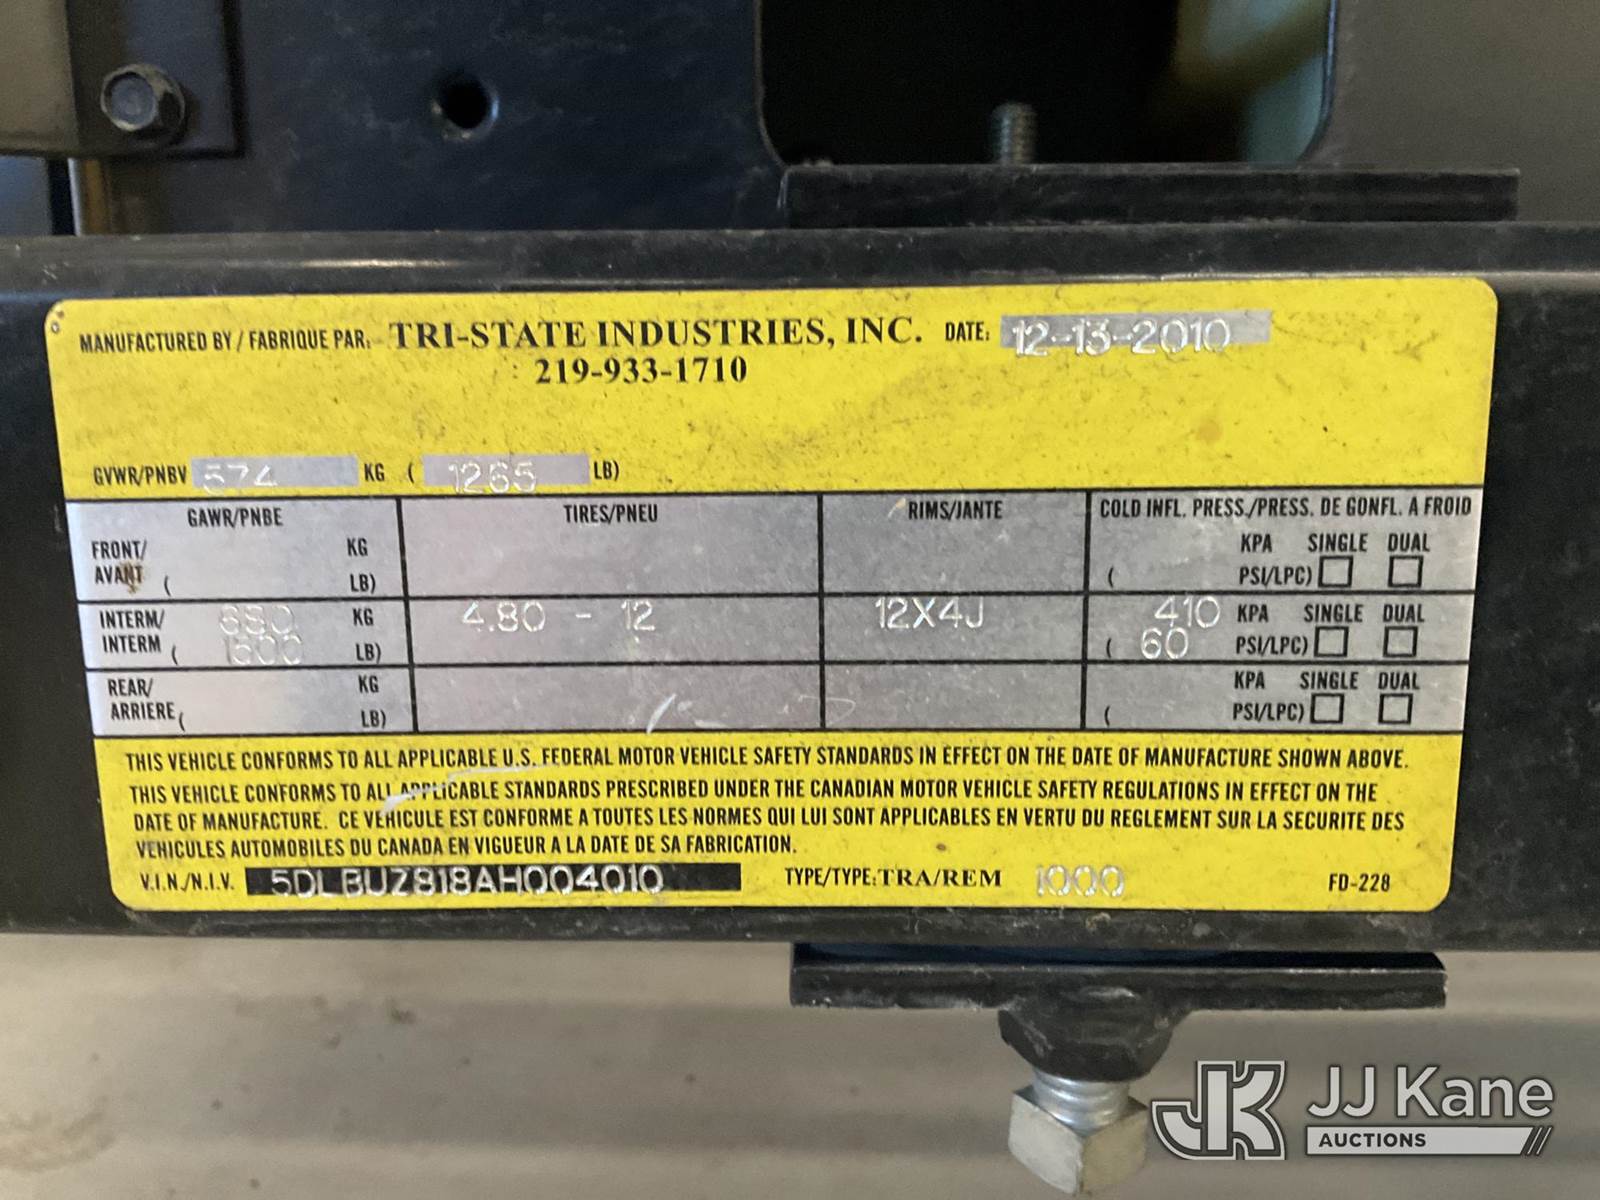 MANUFACTURED BY / FABRIQUE PAR: TRI-STATE INDUSTRIES, INC. DATE: 12-13-2010
219-933-1710
GVWR/PNBV 574 KG ( 1265 LB)
GAWR/PNBE TIRES/PNEU RIMS/JANTE COLD INFL. PRESS./PRESS. DE GONFL. A FROID
FRONT/ KG KPA SINGLE DUAL
AVANT ( LB) ( PSI/LPC)
INTERM/ 680 KG 4.80 - 12 12X4J 410 KPA SINGLE DUAL
INTERM ( 1500 LB) ( 60 PSI/LPC)
REAR/ KG KPA SINGLE DUAL
ARRIERE ( LB) ( PSI/LPC)
THIS VEHICLE CONFORMS TO ALL APPLICABLE U.S. FEDERAL MOTOR VEHICLE SAFETY STANDARDS IN EFFECT ON THE DATE OF MANUFACTURE SHOWN ABOVE.
THIS VEHICLE CONFORMS TO ALL APPLICABLE STANDARDS PRESCRIBED UNDER THE CANADIAN MOTOR VEHICLE SAFETY REGULATIONS IN EFFECT ON THE
DATE OF MANUFACTURE. CE VEHICULE EST CONFORME A TOUTES LES NORMES QUI LUI SONT APPLICABLES EN VERTU DU REGLEMENT SUR LA SECURITE DES
VEHICULES AUTOMOBILES DU CANADA EN VIGUEUR A LA DATE DE SA FABRICATION.
V.I.N./N.I.V. 5DLBUZ818AH004010 TYPE/TYPE: TRA/REM 1000 FD-228
JK JJ Kane
AUCTIONS